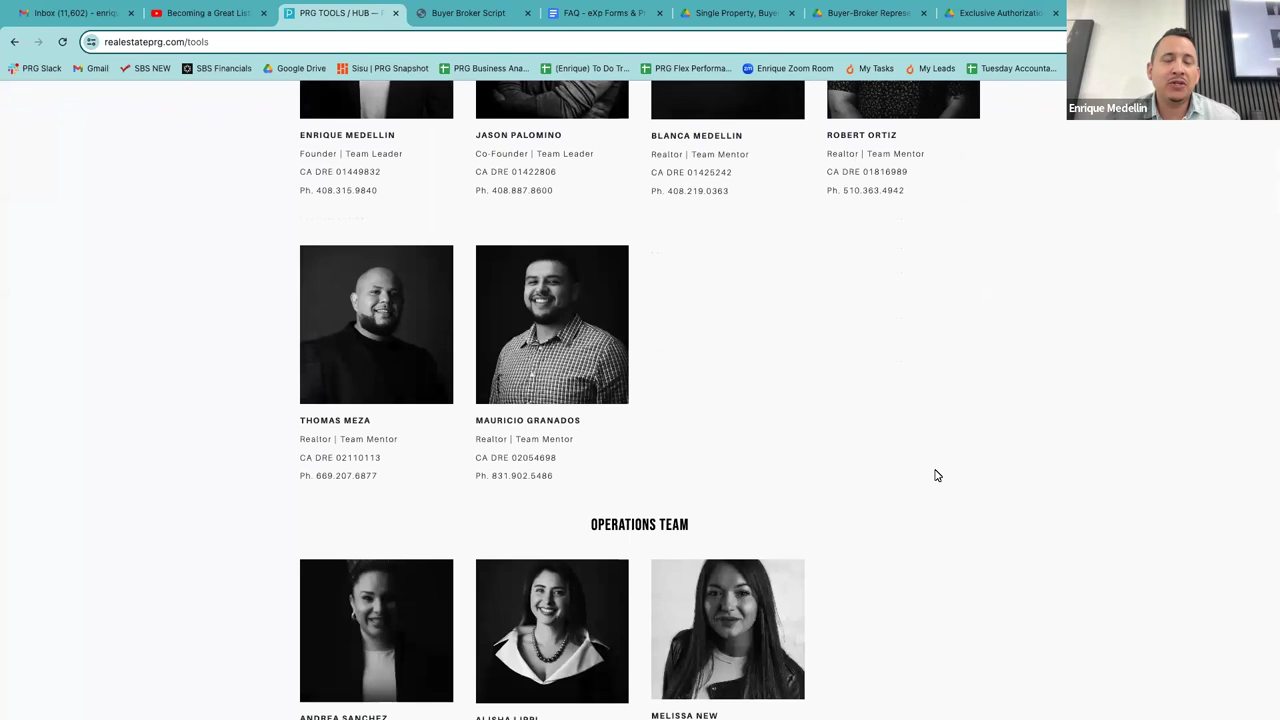 Inbox (11,602) – enriq
Becoming a Great List
PRG TOOLS / HUB — F
Buyer Broker Script
FAQ - eXp Forms & P
Single Property, Buye
Buyer-Broker Represe
Exclusive Authorizatio
realestateprg.com/tools
PRG Slack
Gmail
SBS NEW
SBS Financials
Google Drive
Sisu | PRG Snapshot
PRG Business Ana...
(Enrique) To Do Tr...
PRG Flex Performa...
Enrique Zoom Room
My Tasks
My Leads
Tuesday Accounta...
Enrique Medellin
ENRIQUE MEDELLIN
Founder | Team Leader
CA DRE 01449832
Ph. 408.315.9840
JASON PALOMINO
Co-Founder | Team Leader
CA DRE 01422806
Ph. 408.887.8600
BLANCA MEDELLIN
Realtor | Team Mentor
CA DRE 01425242
Ph. 408.219.0363
ROBERT ORTIZ
Realtor | Team Mentor
CA DRE 01816989
Ph. 510.363.4942
THOMAS MEZA
Realtor | Team Mentor
CA DRE 02110113
Ph. 669.207.6877
MAURICIO GRANADOS
Realtor | Team Mentor
CA DRE 02054698
Ph. 831.902.5486
OPERATIONS TEAM
ANDREA SANCHEZ
ALISHA LIPPI
MELISSA NEW